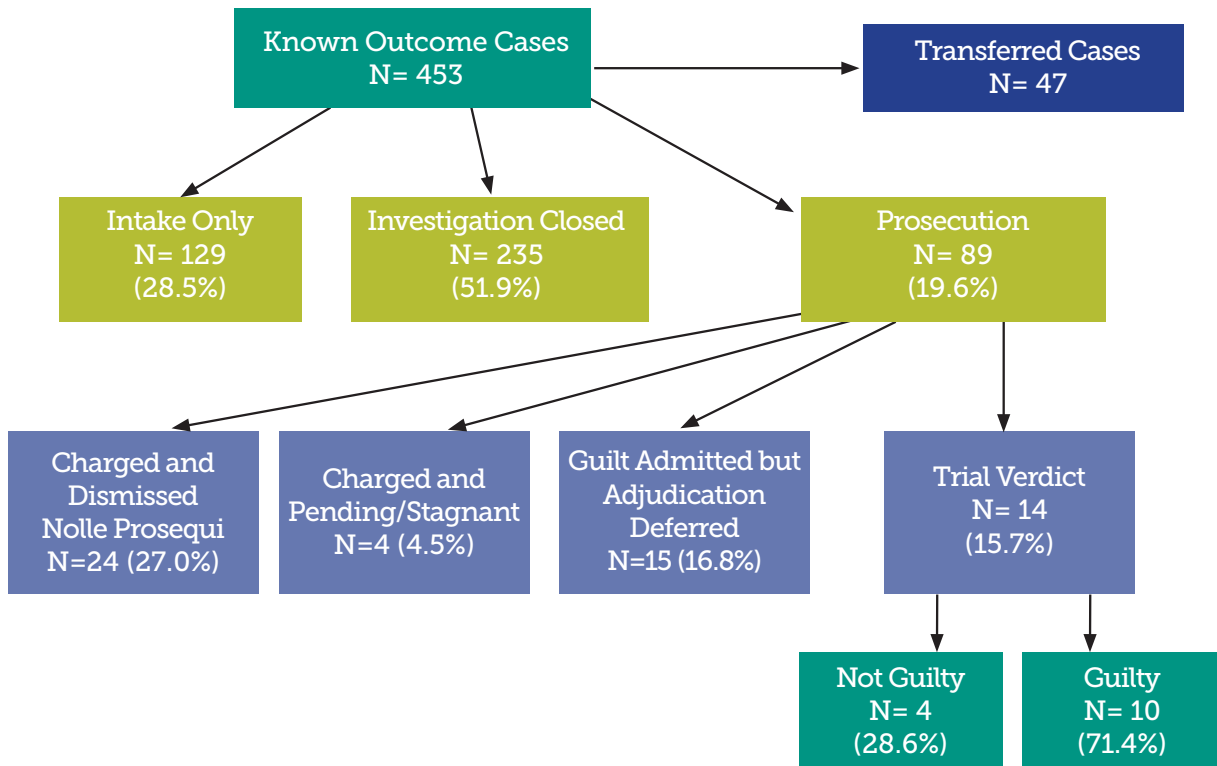 Known Outcome Cases
N= 453
Transferred Cases
N= 47
Intake Only
N= 129
(28.5%)
Investigation Closed
N= 235
(51.9%)
Prosecution
N= 89
(19.6%)
Charged and
Dismissed
Nolle Prosequi
N=24 (27.0%)
Charged and
Pending/Stagnant
N=4 (4.5%)
Guilt Admitted but
Adjudication
Deferred
N=15 (16.8%)
Trial Verdict
N= 14
(15.7%)
Not Guilty
N= 4
(28.6%)
Guilty
N= 10
(71.4%)